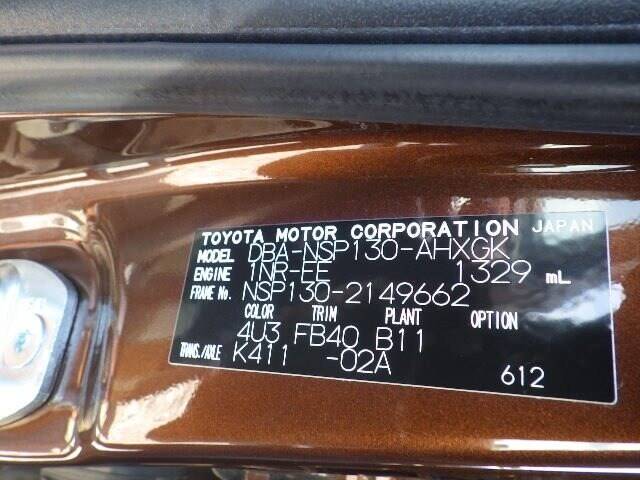 TOYOTA MOTOR CORPORATION JAPAN
MODEL DBA-NSP130-AHXGK
ENGINE 1NR-FE 1329 mL
FRAME No. NSP130-2149662
COLOR TRIM PLANT OPTION
4U3 FB40 B11
TRANS./AXLE K411 -02A
612